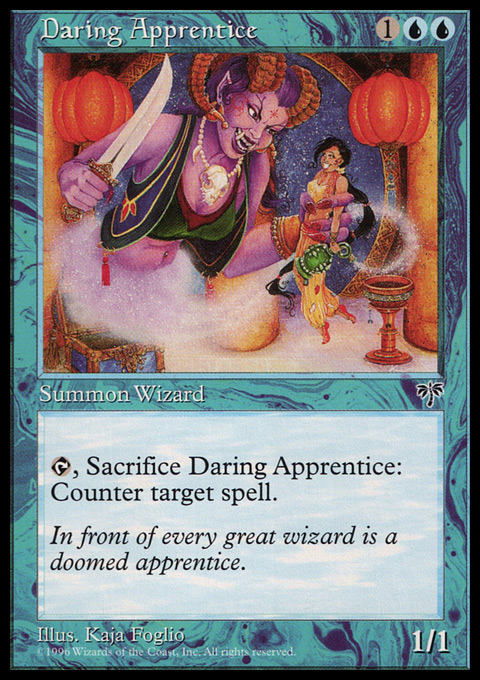 Daring Apprentice 1
Summon Wizard
, Sacrifice Daring Apprentice:
Counter target spell.
In front of every great wizard is a
doomed apprentice.
Illus. Kaja Foglio
1/1
©1996 Wizards of the Coast, Inc. All rights reserved.